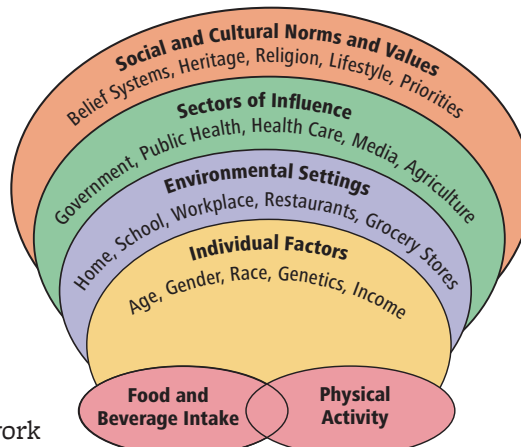 Social and Cultural Norms and Values
Belief Systems, Heritage, Religion, Lifestyle, Priorities
Sectors of Influence
Government, Public Health, Health Care, Media, Agriculture
Environmental Settings
Home, School, Workplace, Restaurants, Grocery Stores
Individual Factors
Age, Gender, Race, Genetics, Income
Food and
Beverage Intake
Physical
Activity